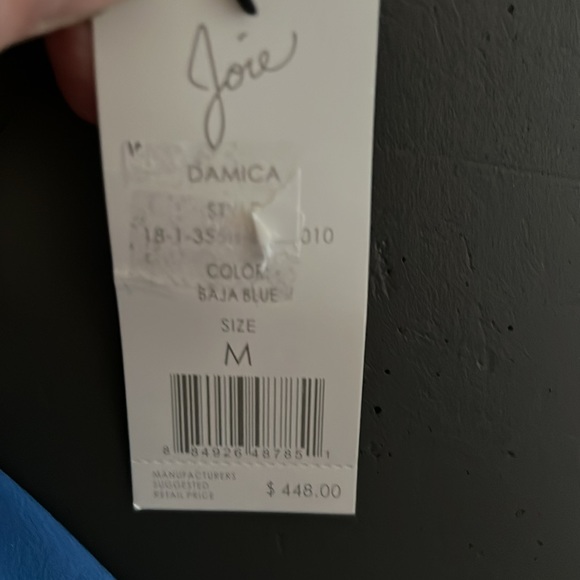 Joie
DAMICA
STYLE
18-1-35 010
COLOR:
BAJA BLUE
SIZE
M
8 84926 48785 1
MANUFACTURERS
SUGGESTED
RETAIL PRICE
$ 448.00